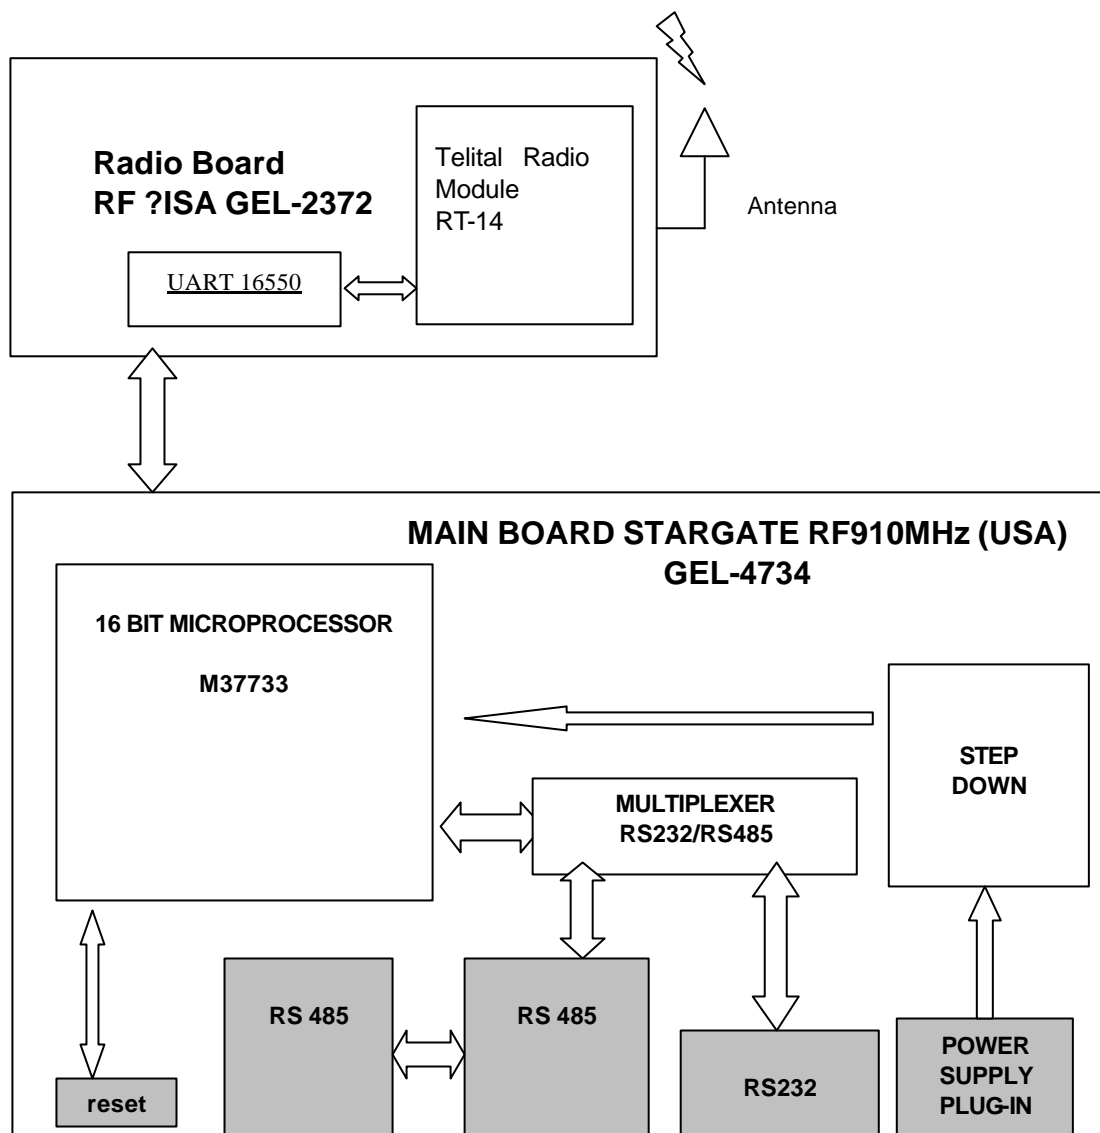 Radio Board
RF ?ISA GEL-2372
Telital Radio
Module
RT-14
UART 16550
Antenna
MAIN BOARD STARGATE RF910MHz (USA)
GEL-4734
16 BIT MICROPROCESSOR
M37733
STEP
DOWN
MULTIPLEXER
RS232/RS485
RS 485
RS 485
RS232
POWER
SUPPLY
PLUG-IN
reset